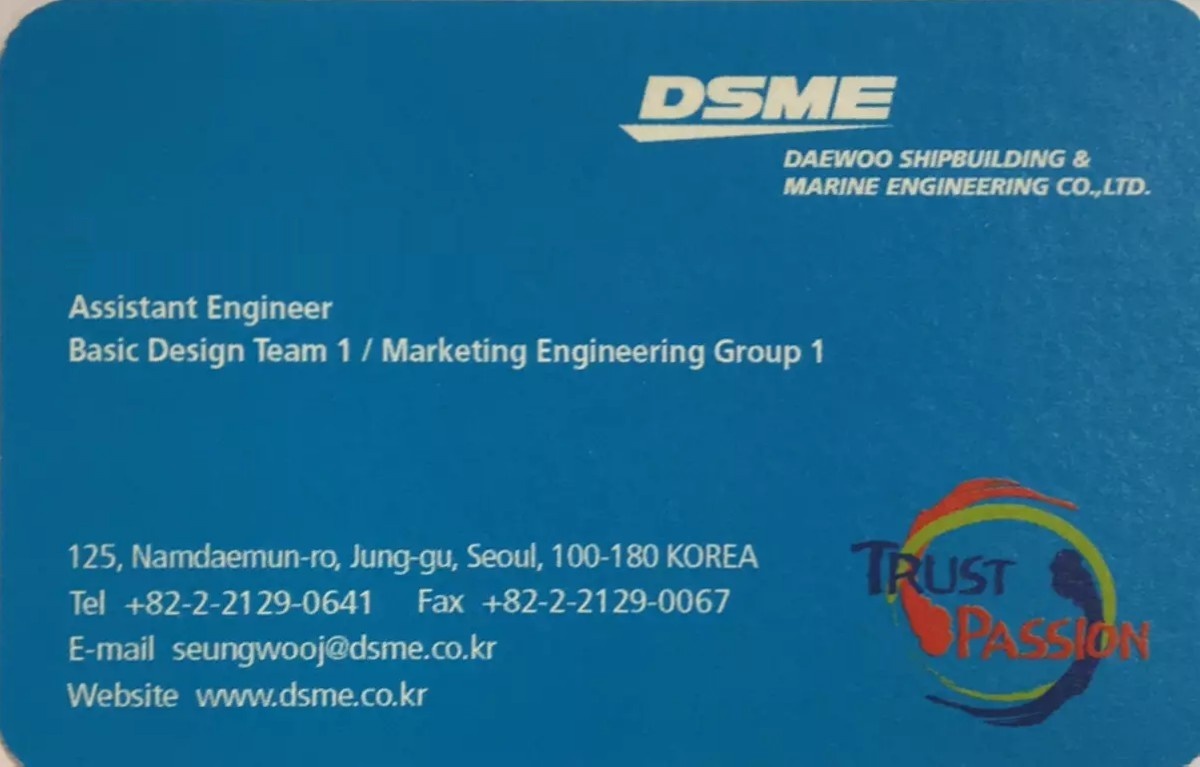 DSME
DAEWOO SHIPBUILDING &
MARINE ENGINEERING CO.,LTD.
Assistant Engineer
Basic Design Team 1 / Marketing Engineering Group 1
125, Namdaemun-ro, Jung-gu, Seoul, 100-180 KOREA
Tel +82-2-2129-0641 Fax +82-2-2129-0067
E-mail seungwooj@dsme.co.kr
Website www.dsme.co.kr
TRUST
PASSION